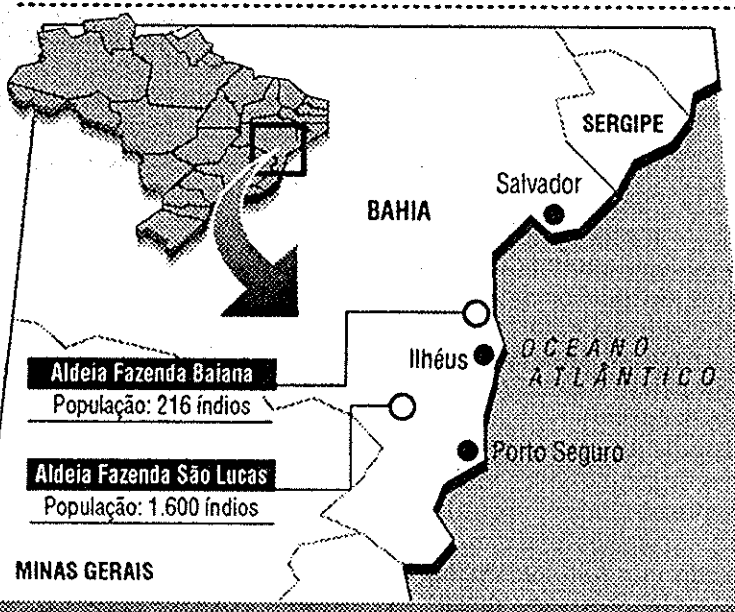 SERGIPE
Salvador
BAHIA
Ilhéus
OCEANO
ATLÂNTICO
Aldeia Fazenda Baiana
População: 216 índios
Porto Seguro
Aldeia Fazenda São Lucas
População: 1.600 índios
MINAS GERAIS